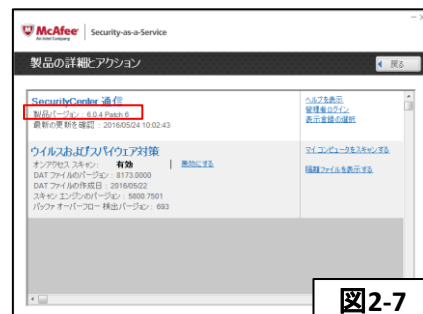 McAfee
An Intel Company
Security-as-a-Service
製品の詳細とアクション
戻る
SecurityCenter 通信
製品バージョン : 6.0.4 Patch 6
最新の更新を確認 : 2016/05/24 10:02:43
ヘルプを表示
管理者ログイン
表示言語の選択
ウイルスおよびスパイウェア対策
オンアクセス スキャン: 有効 | 無効にする
DAT ファイルのバージョン : 8173.0000
DAT ファイルの作成日 : 2016/05/22
スキャン エンジンのバージョン : 5800.7501
バッファ オーバーフロー 検出バージョン : 693
マイ コンピュータをスキャンする
隔離ファイルを表示する
図2-7